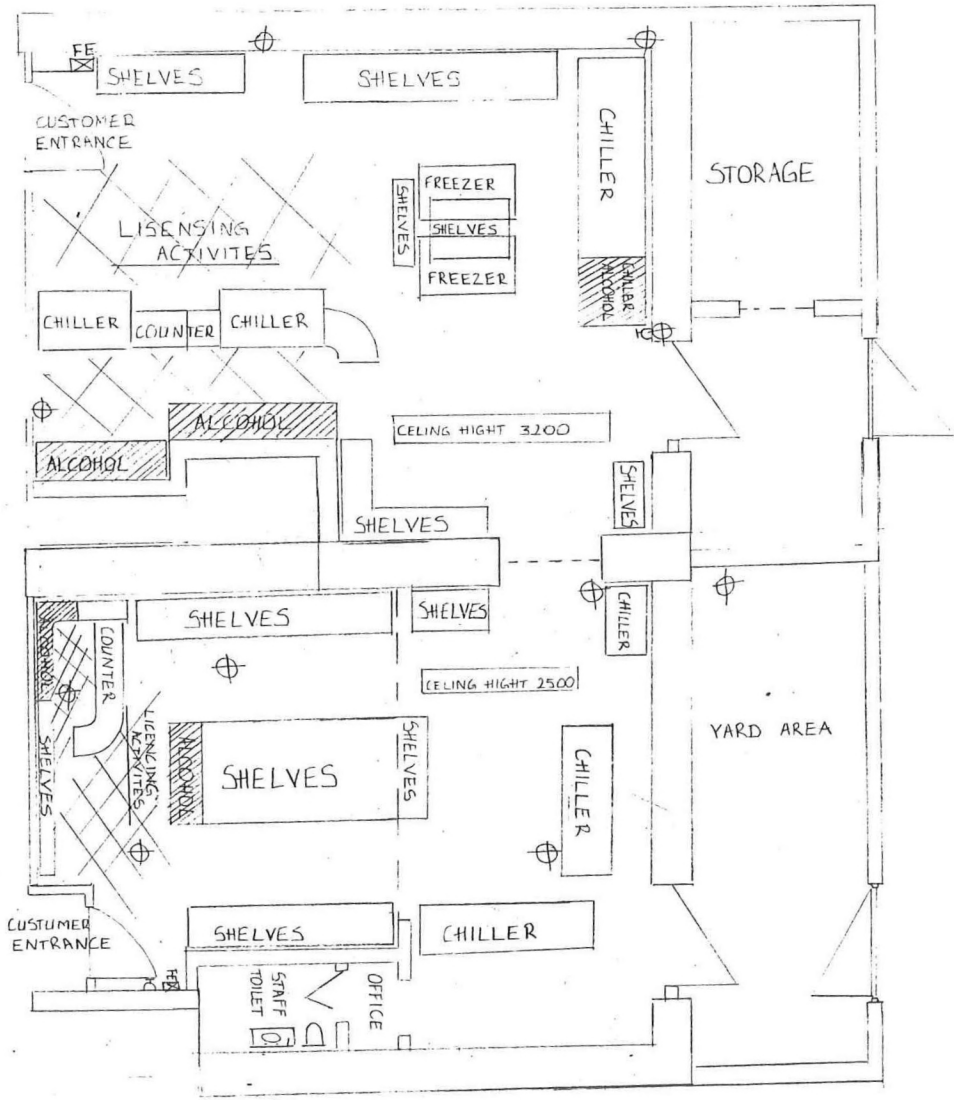 FE
SHELVES
SHELVES
CUSTOMER
ENTRANCE
CHILLER
STORAGE
SHELVES
FREEZER
SHELVES
FREEZER
LISENSING
ACTIVITES
CHILLER
ALCOHOL
CHILLER
COUNTER
CHILLER
ALCOHOL
ALCOHOL
CELING HIGHT 3200
SHELVES
SHELVES
SHELVES
SHELVES
CHILLER
ALCOHOL
COUNTER
SHELVES
CELING HIGHT 2500
LICENCING
ACTIVITES
ALCOHOL
SHELVES
SHELVES
CHILLER
YARD AREA
CUSTUMER
ENTRANCE
SHELVES
CHILLER
FE
STAFF
TOILET
OFFICE